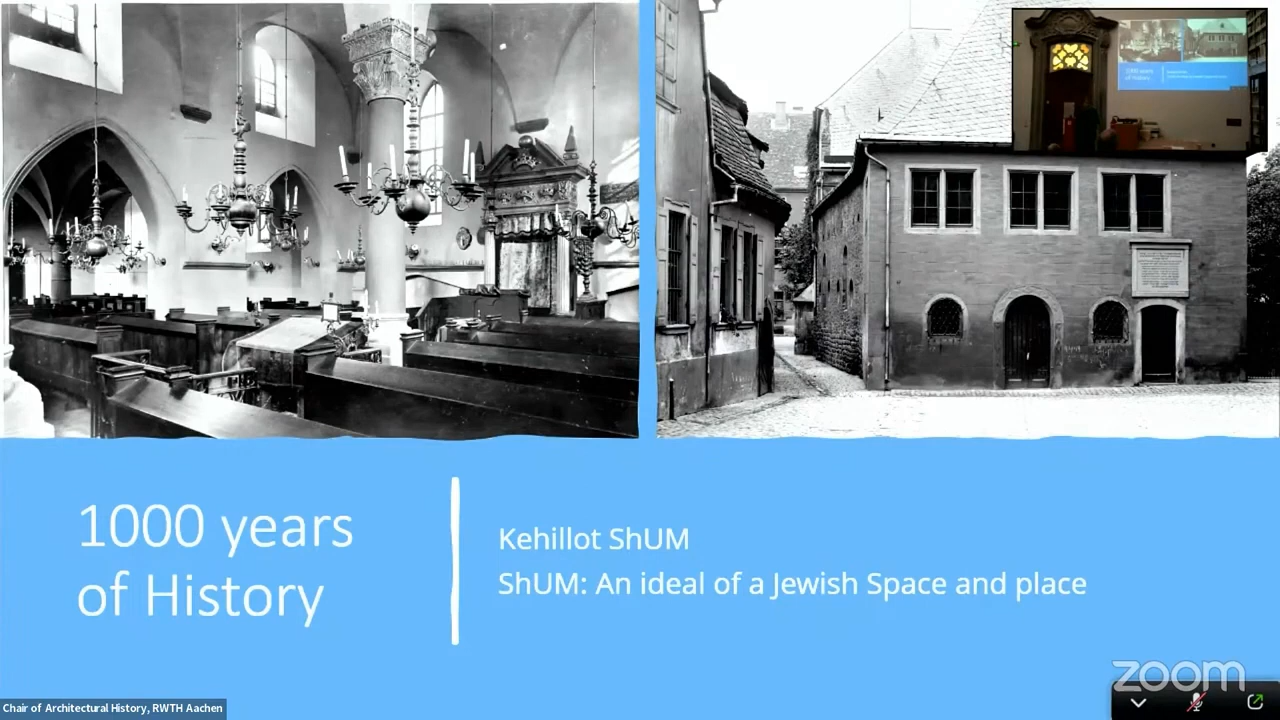 1000 years
of History
Kehillot ShUM
ShUM: An ideal of a Jewish Space and place
zoom
Chair of Architectural History, RWTH Aachen